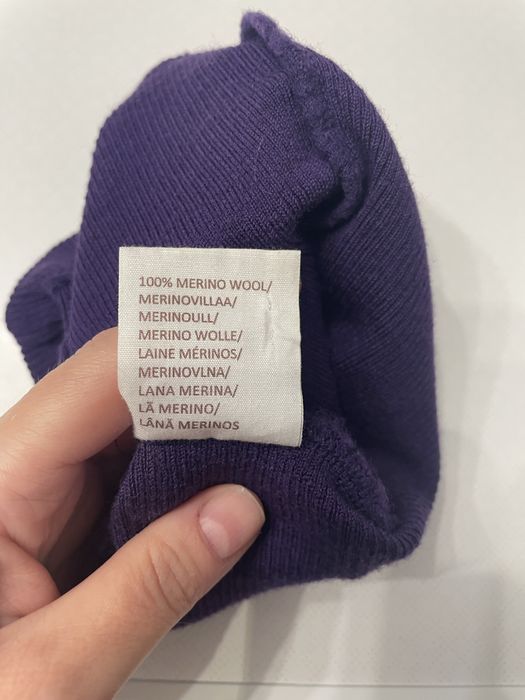 100% MERINO WOOL/
MERINOVILLAA/
MERINOULL/
MERINO WOLLE/
LAINE MÉRINOS/
MERINOVLNA/
LANA MERINA/
LÃ MERINO/
LÂNĂ MERINOS